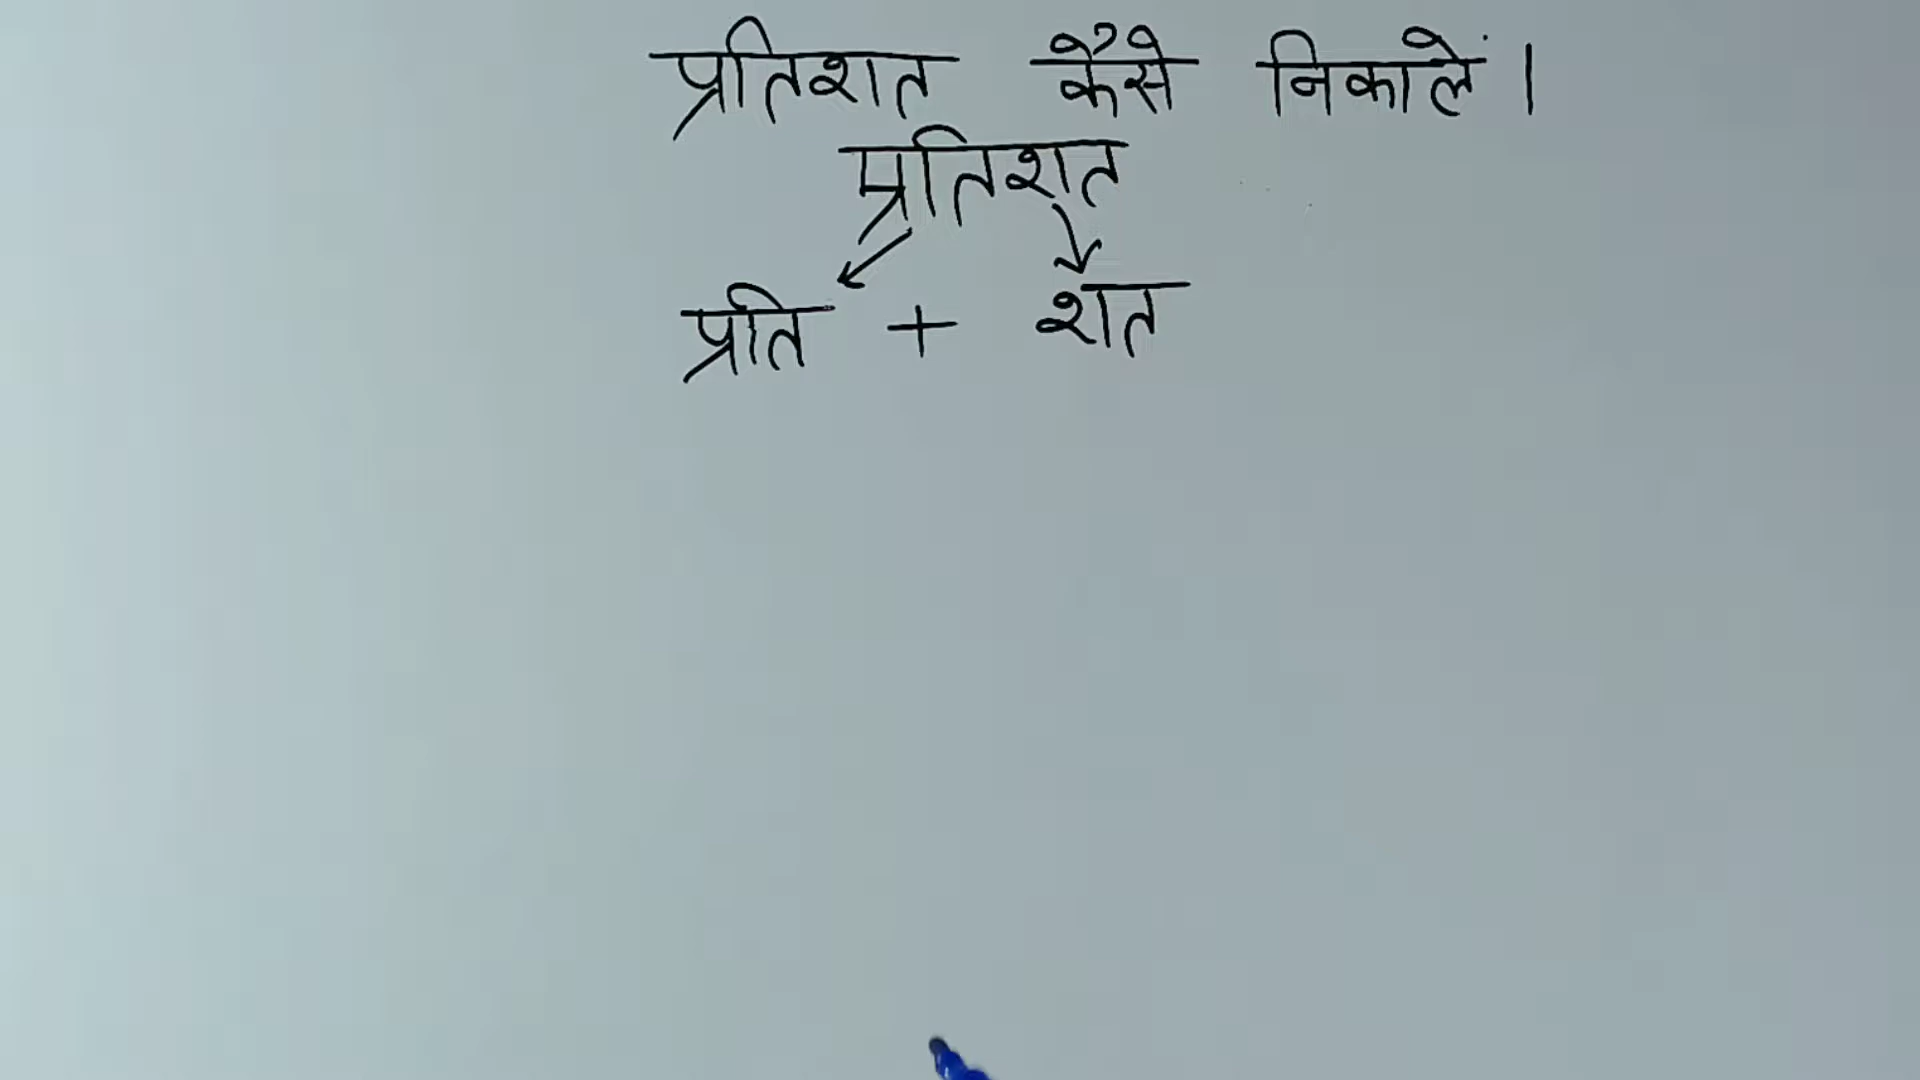 प्रतिशत कैसे निकालें।
प्रतिशत
प्रति + शत